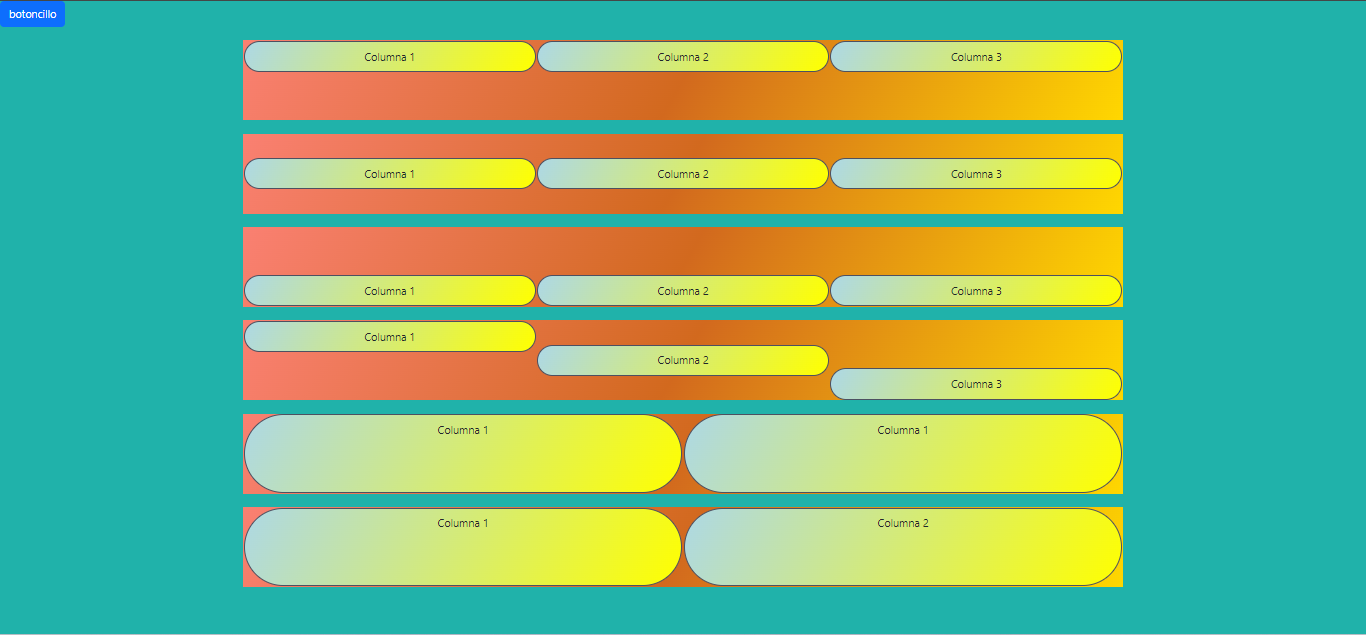 botoncillo
Columna 1 Columna 2 Columna 3
Columna 1 Columna 2 Columna 3
Columna 1 Columna 2 Columna 3
Columna 1
Columna 2
Columna 3
Columna 1 Columna 1
Columna 1 Columna 2